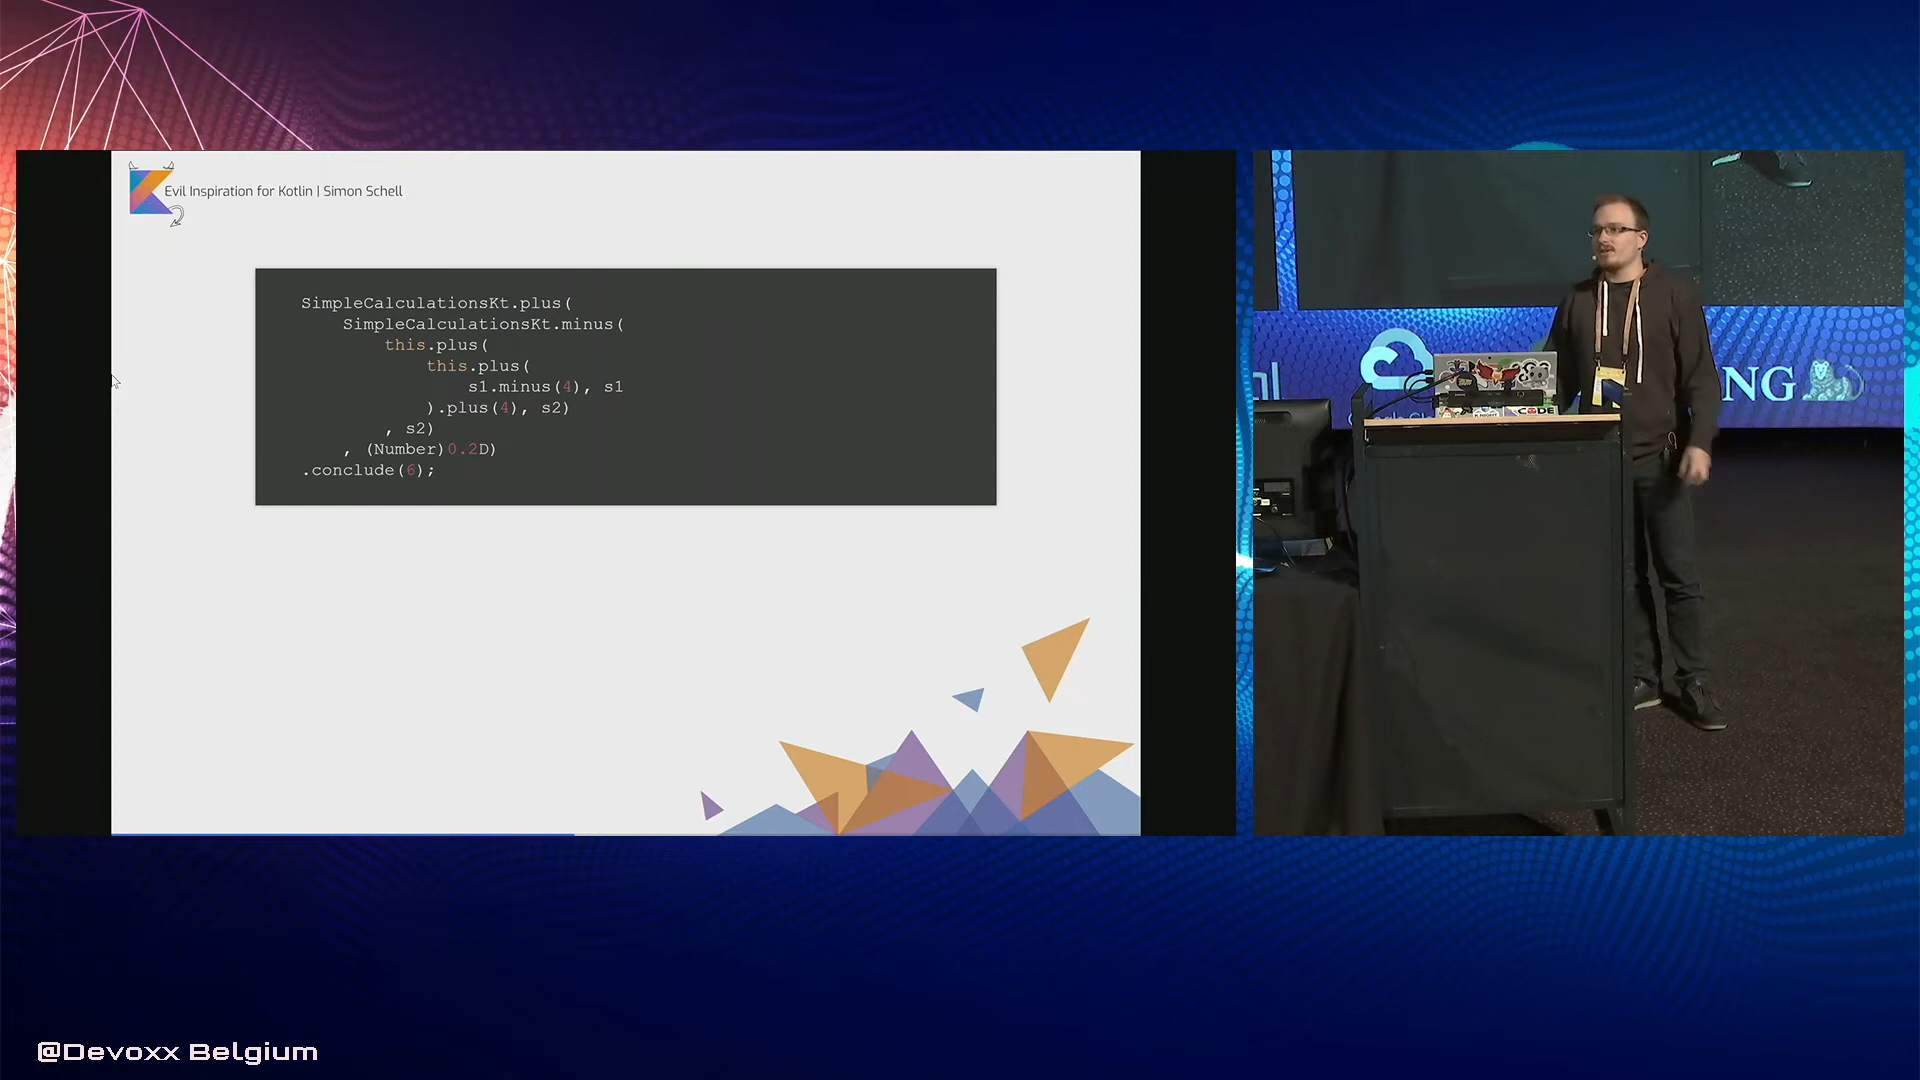 Evil Inspiration for Kotlin | Simon Schell
SimpleCalculationsKt.plus(
SimpleCalculationsKt.minus(
this.plus(
this.plus(
s1.minus(4), s1
).plus(4), s2)
, s2)
, (Number)0.2D)
.conclude(6);
NG
CODE
@Devoxx Belgium